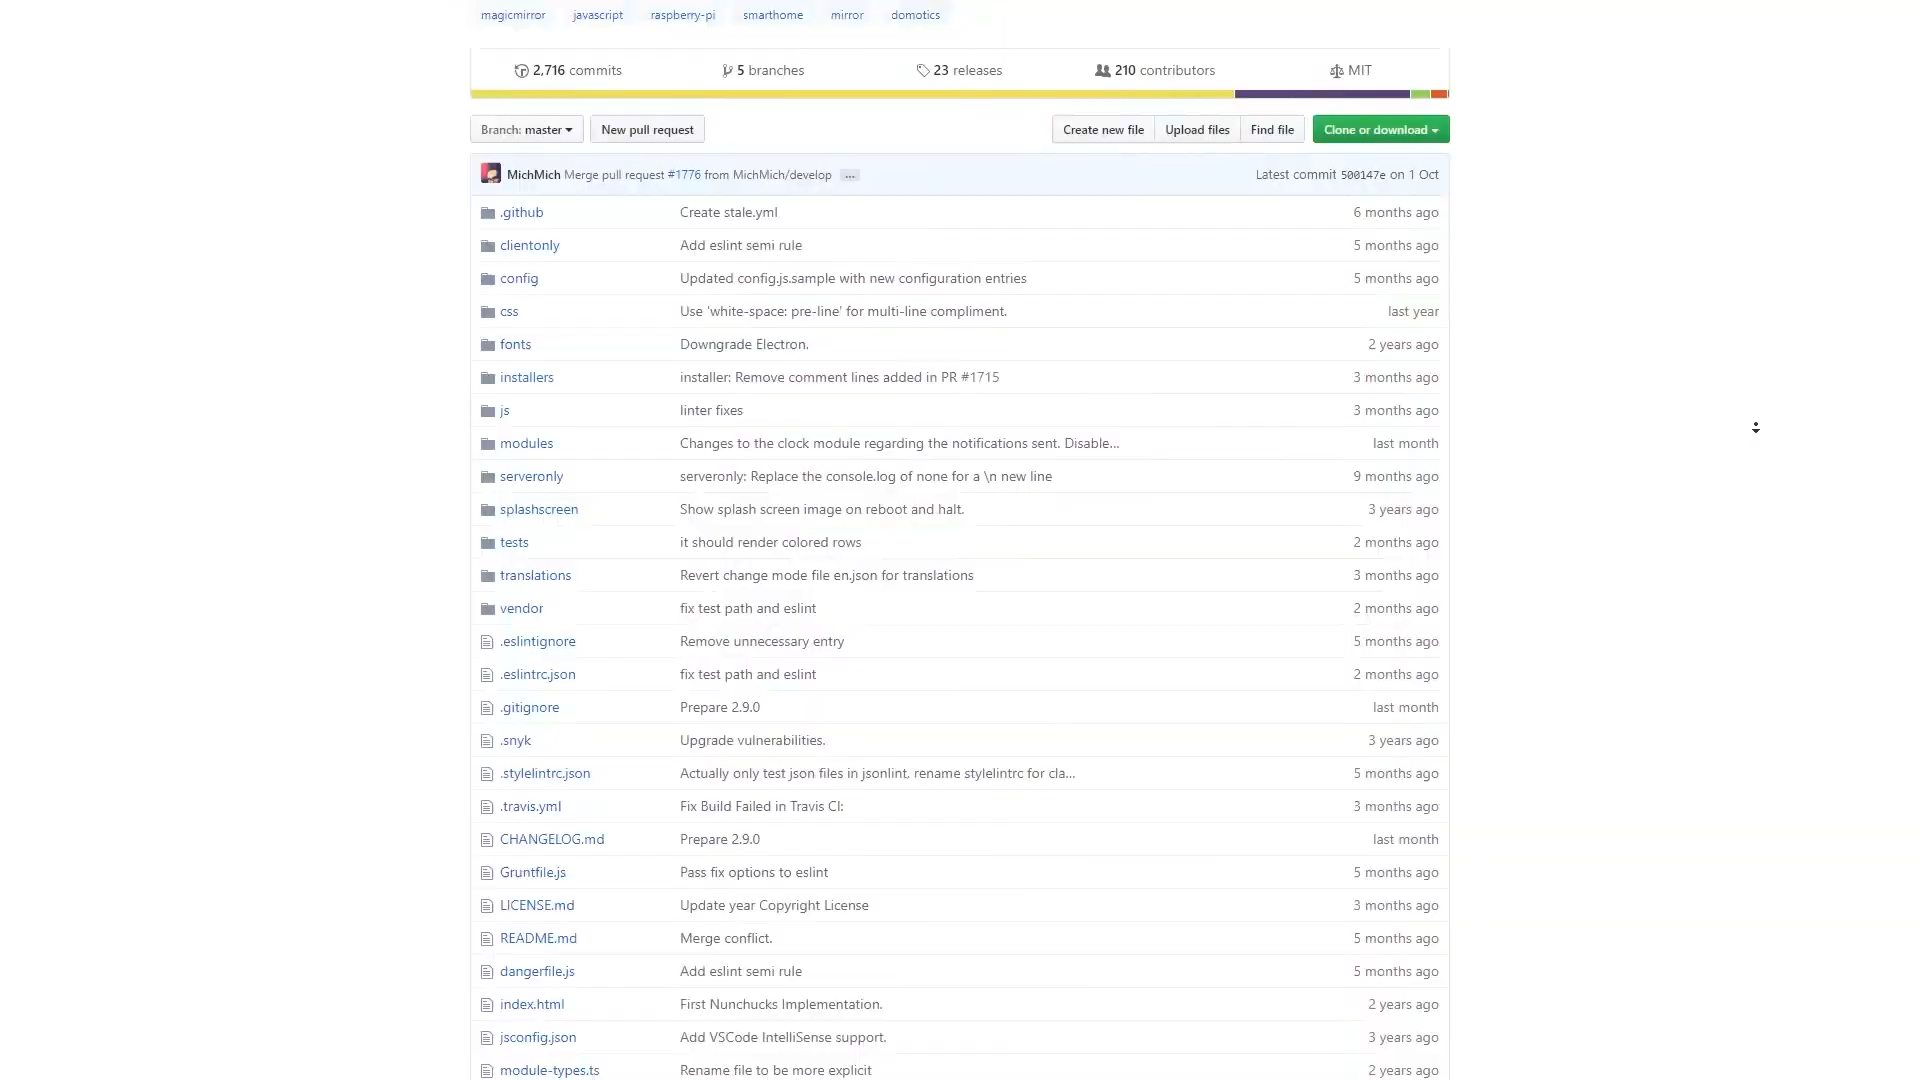 magicmirror javascript raspberry-pi smarthome mirror domotics
2,716 commits 5 branches 23 releases 210 contributors MIT
Branch: master New pull request Create new file Upload files Find file Clone or download
MichMich Merge pull request #1776 from MichMich/develop ... Latest commit 500147e on 1 Oct
.github Create stale.yml 6 months ago
clientonly Add eslint semi rule 5 months ago
config Updated config.js.sample with new configuration entries 5 months ago
css Use 'white-space: pre-line' for multi-line compliment. last year
fonts Downgrade Electron. 2 years ago
installers installer: Remove comment lines added in PR #1715 3 months ago
js linter fixes 3 months ago
modules Changes to the clock module regarding the notifications sent. Disable... last month
serveronly serveronly: Replace the console.log of none for a \n new line 9 months ago
splashscreen Show splash screen image on reboot and halt. 3 years ago
tests it should render colored rows 2 months ago
translations Revert change mode file en.json for translations 3 months ago
vendor fix test path and eslint 2 months ago
.eslintignore Remove unnecessary entry 5 months ago
.eslintrc.json fix test path and eslint 2 months ago
.gitignore Prepare 2.9.0 last month
.snyk Upgrade vulnerabilities. 3 years ago
.stylelintrc.json Actually only test json files in jsonlint, rename stylelintrc for cla... 5 months ago
.travis.yml Fix Build Failed in Travis CI: 3 months ago
CHANGELOG.md Prepare 2.9.0 last month
Gruntfile.js Pass fix options to eslint 5 months ago
LICENSE.md Update year Copyright License 3 months ago
README.md Merge conflict. 5 months ago
dangerfile.js Add eslint semi rule 5 months ago
index.html First Nunchucks Implementation. 2 years ago
jsconfig.json Add VSCode IntelliSense support. 3 years ago
module-types.ts Rename file to be more explicit 2 years ago